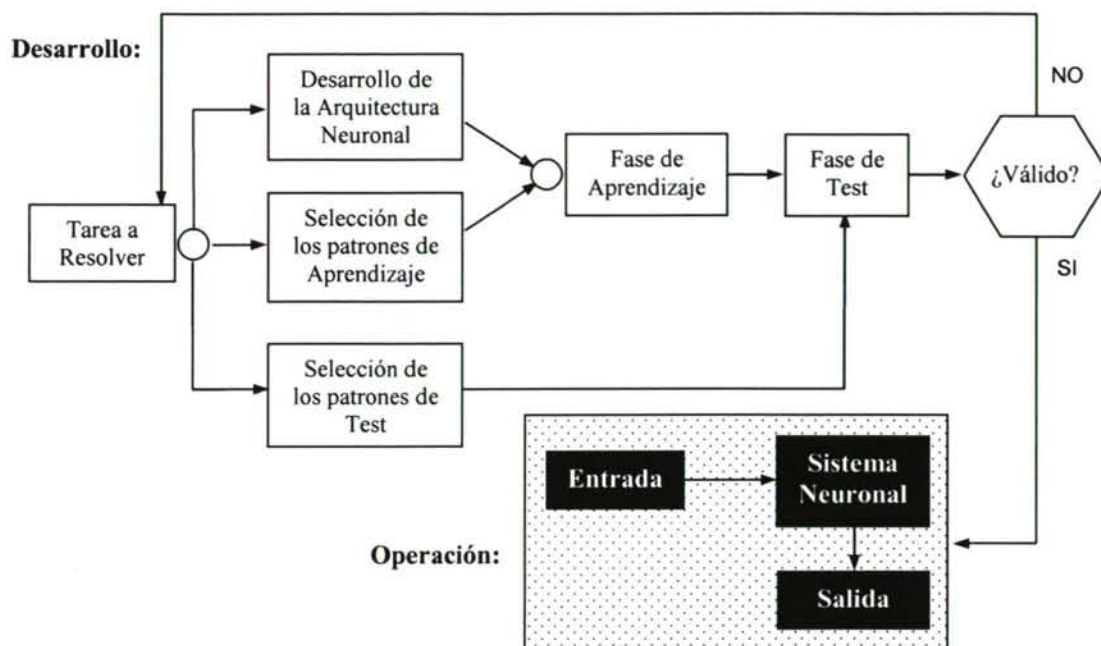 Desarrollo:
Desarrollo de
la Arquitectura
Neuronal
NO
Fase de
Aprendizaje
Fase de
Test
¿Válido?
Tarea a
Resolver
Selección de
los patrones de
Aprendizaje
SI
Selección de
los patrones de
Test
Entrada
Sistema
Neuronal
Operación:
Salida